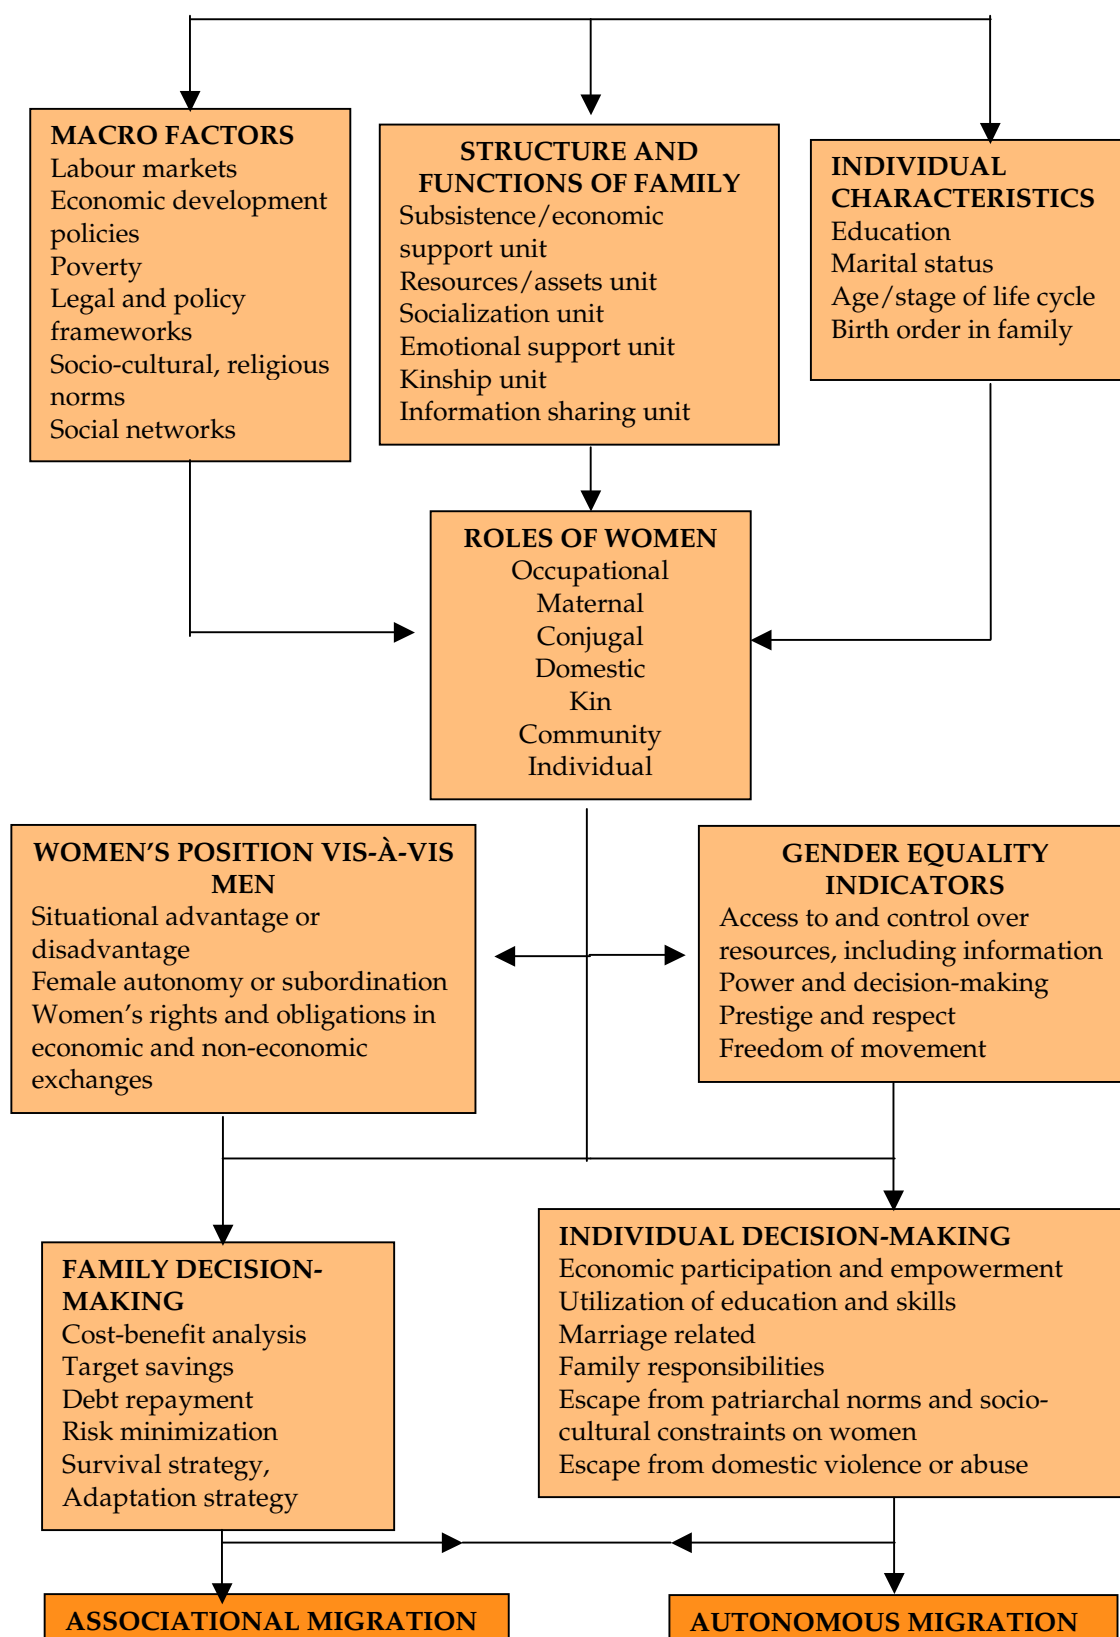 MACRO FACTORS
Labour markets
Economic development
policies
Poverty
Legal and policy
frameworks
Socio-cultural, religious
norms
Social networks
STRUCTURE AND
FUNCTIONS OF FAMILY
Subsistence/economic
support unit
Resources/assets unit
Socialization unit
Emotional support unit
Kinship unit
Information sharing unit
INDIVIDUAL
CHARACTERISTICS
Education
Marital status
Age/stage of life cycle
Birth order in family
ROLES OF WOMEN
Occupational
Maternal
Conjugal
Domestic
Kin
Community
Individual
WOMEN'S POSITION VIS-À-VIS
MEN
Situational advantage or
disadvantage
Female autonomy or subordination
Women's rights and obligations in
economic and non-economic
exchanges
GENDER EQUALITY
INDICATORS
Access to and control over
resources, including information
Power and decision-making
Prestige and respect
Freedom of movement
FAMILY DECISION-
MAKING
Cost-benefit analysis
Target savings
Debt repayment
Risk minimization
Survival strategy,
Adaptation strategy
INDIVIDUAL DECISION-MAKING
Economic participation and empowerment
Utilization of education and skills
Marriage related
Family responsibilities
Escape from patriarchal norms and socio-
cultural constraints on women
Escape from domestic violence or abuse
ASSOCIATIONAL MIGRATION
AUTONOMOUS MIGRATION